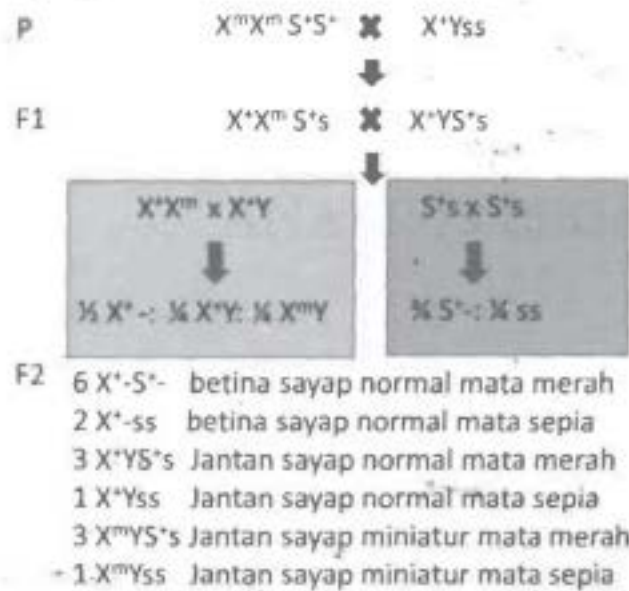 P XᵐXᵐ S⁺S⁺ ✖ X⁺Yss
F1 X⁺Xᵐ S⁺s ✖ X⁺YS⁺s
X⁺Xᵐ x X⁺Y S⁺s x S⁺s
½ X⁺-: ¼ X⁺Y: ¼ XᵐY ¾ S⁺-: ¼ ss
F2 6 X⁺-S⁺- betina sayap normal mata merah
2 X⁺-ss betina sayap normal mata sepia
3 X⁺YS⁺s Jantan sayap normal mata merah
1 X⁺Yss Jantan sayap normal mata sepia
3 XᵐYS⁺s Jantan sayap miniatur mata merah
1 XᵐYss Jantan sayap miniatur mata sepia